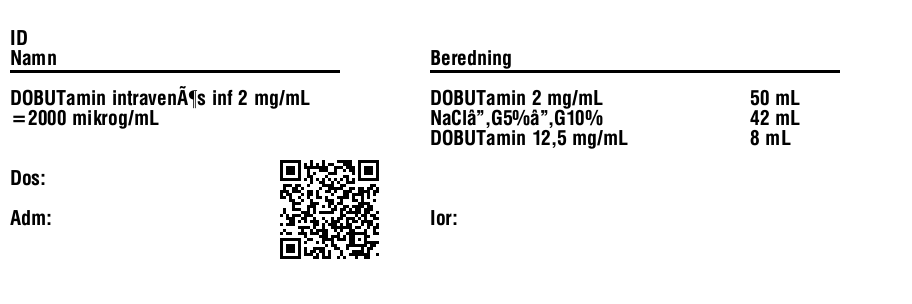 ID
Namn
DOBUTamin intravenÃ¶s inf 2 mg/mL
=2000 mikrog/mL
Dos:
Adm:
Beredning
DOBUTamin 2 mg/mL 50 mL
NaClâ”‚G5%â”‚G10% 42 mL
DOBUTamin 12,5 mg/mL 8 mL
Ior: